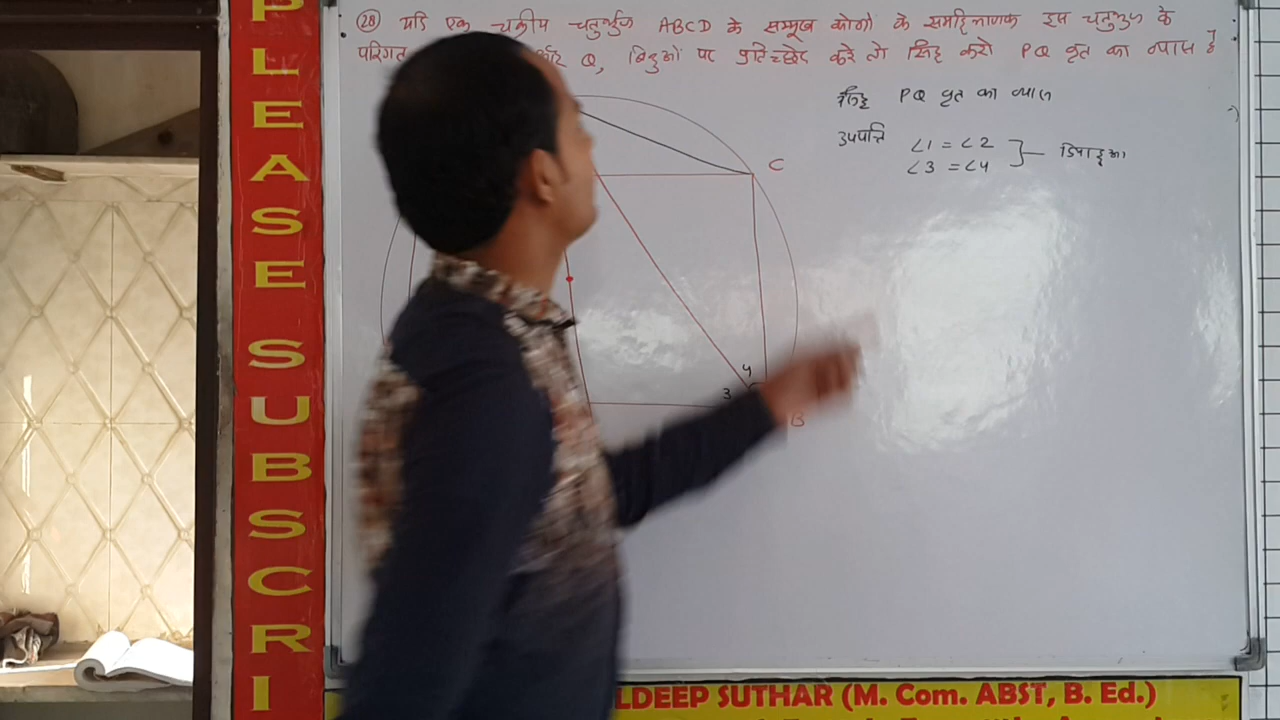 PLEASE SUBSCRI
(28) यदि एक चक्रीय चतुर्भुज ABCD के सम्मुख कोणों के समद्विभाजक इस चतुर्भुज के
परिगत Q, बिंदुओं पर प्रतिच्छेद करे तो सिद्ध करो PQ वृत का व्यास है
सिद्ध PQ वृत का व्यास
उपपत्ति ∠1 = ∠2
∠3 = ∠4
C
4
3
B
LDEEP SUTHAR (M. Com. ABST, B. Ed.)